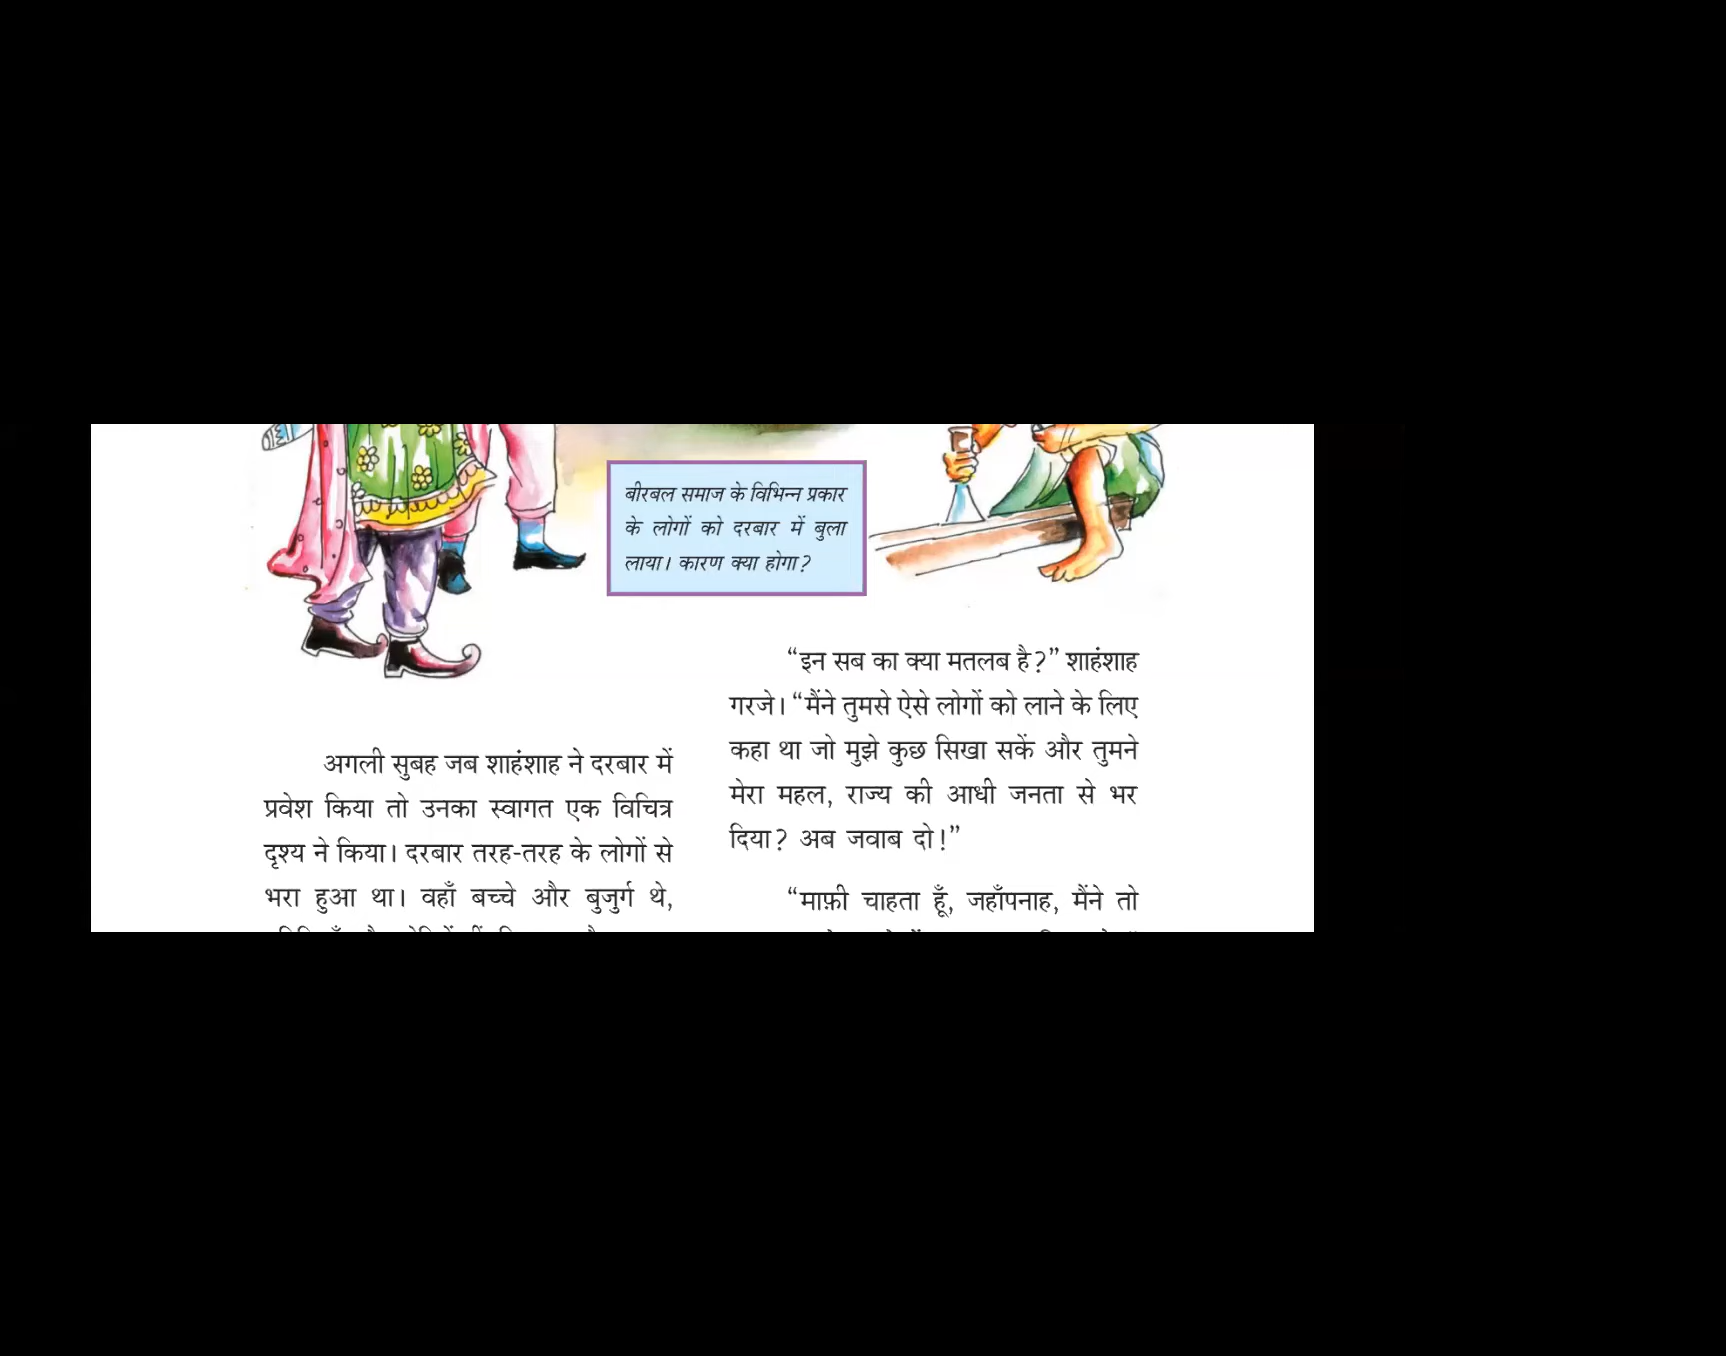 बीरबल समाज के विभिन्न प्रकार
के लोगों को दरबार में बुला
लाया। कारण क्या होगा?
अगली सुबह जब शाहंशाह ने दरबार में
प्रवेश किया तो उनका स्वागत एक विचित्र
दृश्य ने किया। दरबार तरह-तरह के लोगों से
भरा हुआ था। वहाँ बच्चे और बुजुर्ग थे,
“इन सब का क्या मतलब है?” शाहंशाह
गरजे। “मैंने तुमसे ऐसे लोगों को लाने के लिए
कहा था जो मुझे कुछ सिखा सकें और तुमने
मेरा महल, राज्य की आधी जनता से भर
दिया? अब जवाब दो!”
“माफ़ी चाहता हूँ, जहाँपनाह, मैंने तो